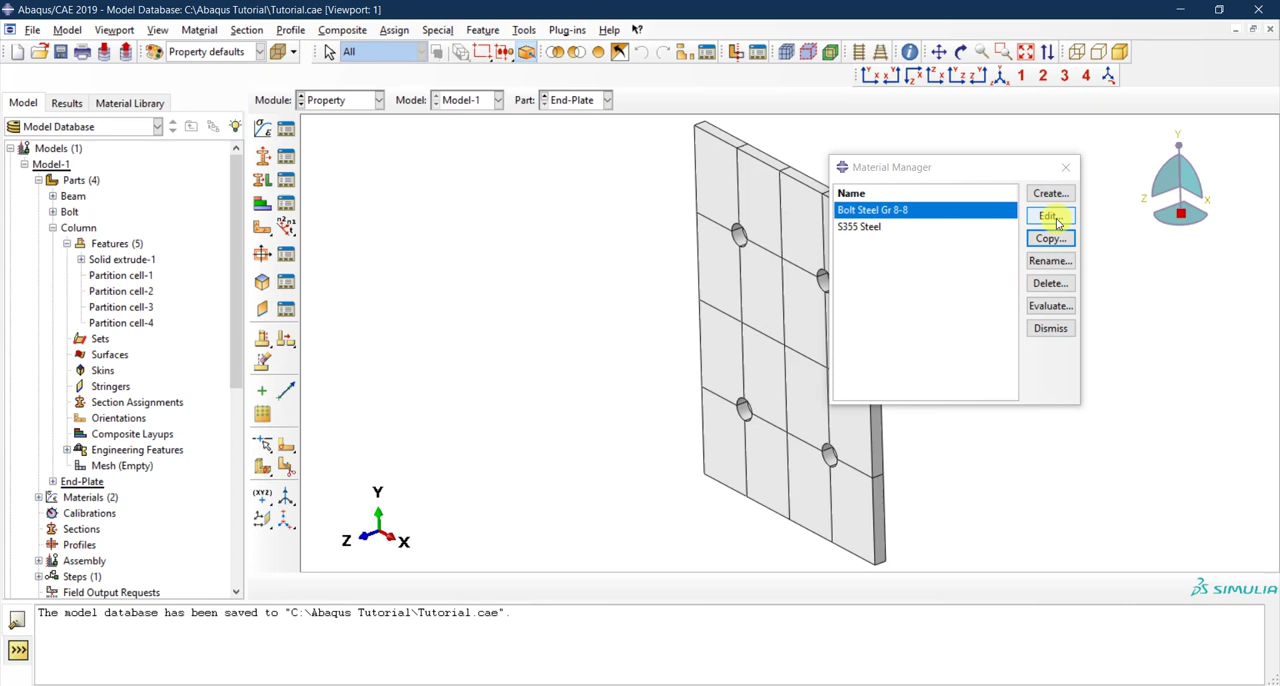 Abaqus/CAE 2019 - Model Database: C:\Abaqus Tutorial\Tutorial.cae [Viewport: 1]
File Model Viewport View Material Section Profile Composite Assign Special Feature Tools Plug-ins Help
Property defaults All
1 2 3 4
Model Results Material Library
Module: Property Model: Model-1 Part: End-Plate
Model Database
Models (1)
Model-1
Parts (4)
Beam
Bolt
Column
Features (5)
Solid extrude-1
Partition cell-1
Partition cell-2
Partition cell-3
Partition cell-4
Sets
Surfaces
Skins
Stringers
Section Assignments
Orientations
Composite Layups
Engineering Features
Mesh (Empty)
End-Plate
Materials (2)
Calibrations
Sections
Profiles
Assembly
Steps (1)
Field Output Requests
Material Manager
Name
Bolt Steel Gr 8-8
S355 Steel
Create...
Edit...
Copy...
Rename...
Delete...
Evaluate...
Dismiss
Y
Z X
Y
Z X
SIMULIA
The model database has been saved to "C:\Abaqus Tutorial\Tutorial.cae".
>>>